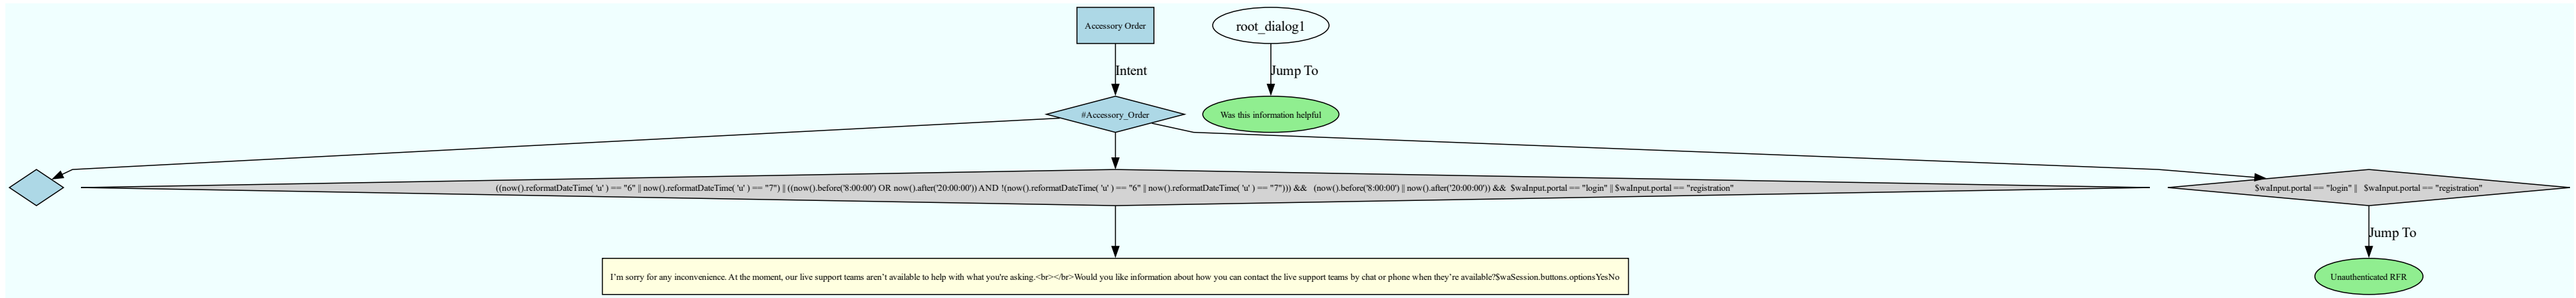 Accessory Order
root_dialog1
Intent
Jump To
#Accessory_Order
Was this information helpful
((now().reformatDateTime( 'u' ) == "6" || now().reformatDateTime( 'u' ) == "7") || ((now().before('8:00:00') OR now().after('20:00:00')) AND !(now().reformatDateTime( 'u' ) == "6" || now().reformatDateTime( 'u' ) == "7"))) &&   (now().before('8:00:00') || now().after('20:00:00')) &&  $waInput.portal == "login" || $waInput.portal == "registration"
$waInput.portal == "login" ||   $waInput.portal == "registration"
Jump To
I’m sorry for any inconvenience. At the moment, our live support teams aren’t available to help with what you're asking.<br></br>Would you like information about how you can contact the live support teams by chat or phone when they’re available?$waSession.buttons.optionsYesNo
Unauthenticated RFR